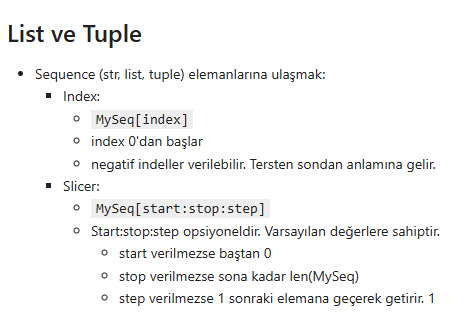 List ve Tuple
Sequence (str, list, tuple) elemanlarına ulaşmak:
Index:
MySeq[index]
index 0'dan başlar
negatif indeller verilebilir. Tersten sondan anlamına gelir.
Slicer:
MySeq[start:stop:step]
Start:stop:step opsiyoneldir. Varsayılan değerlere sahiptir.
start verilmezse baştan 0
stop verilmezse sona kadar len(MySeq)
step verilmezse 1 sonraki elemana geçerek getirir. 1